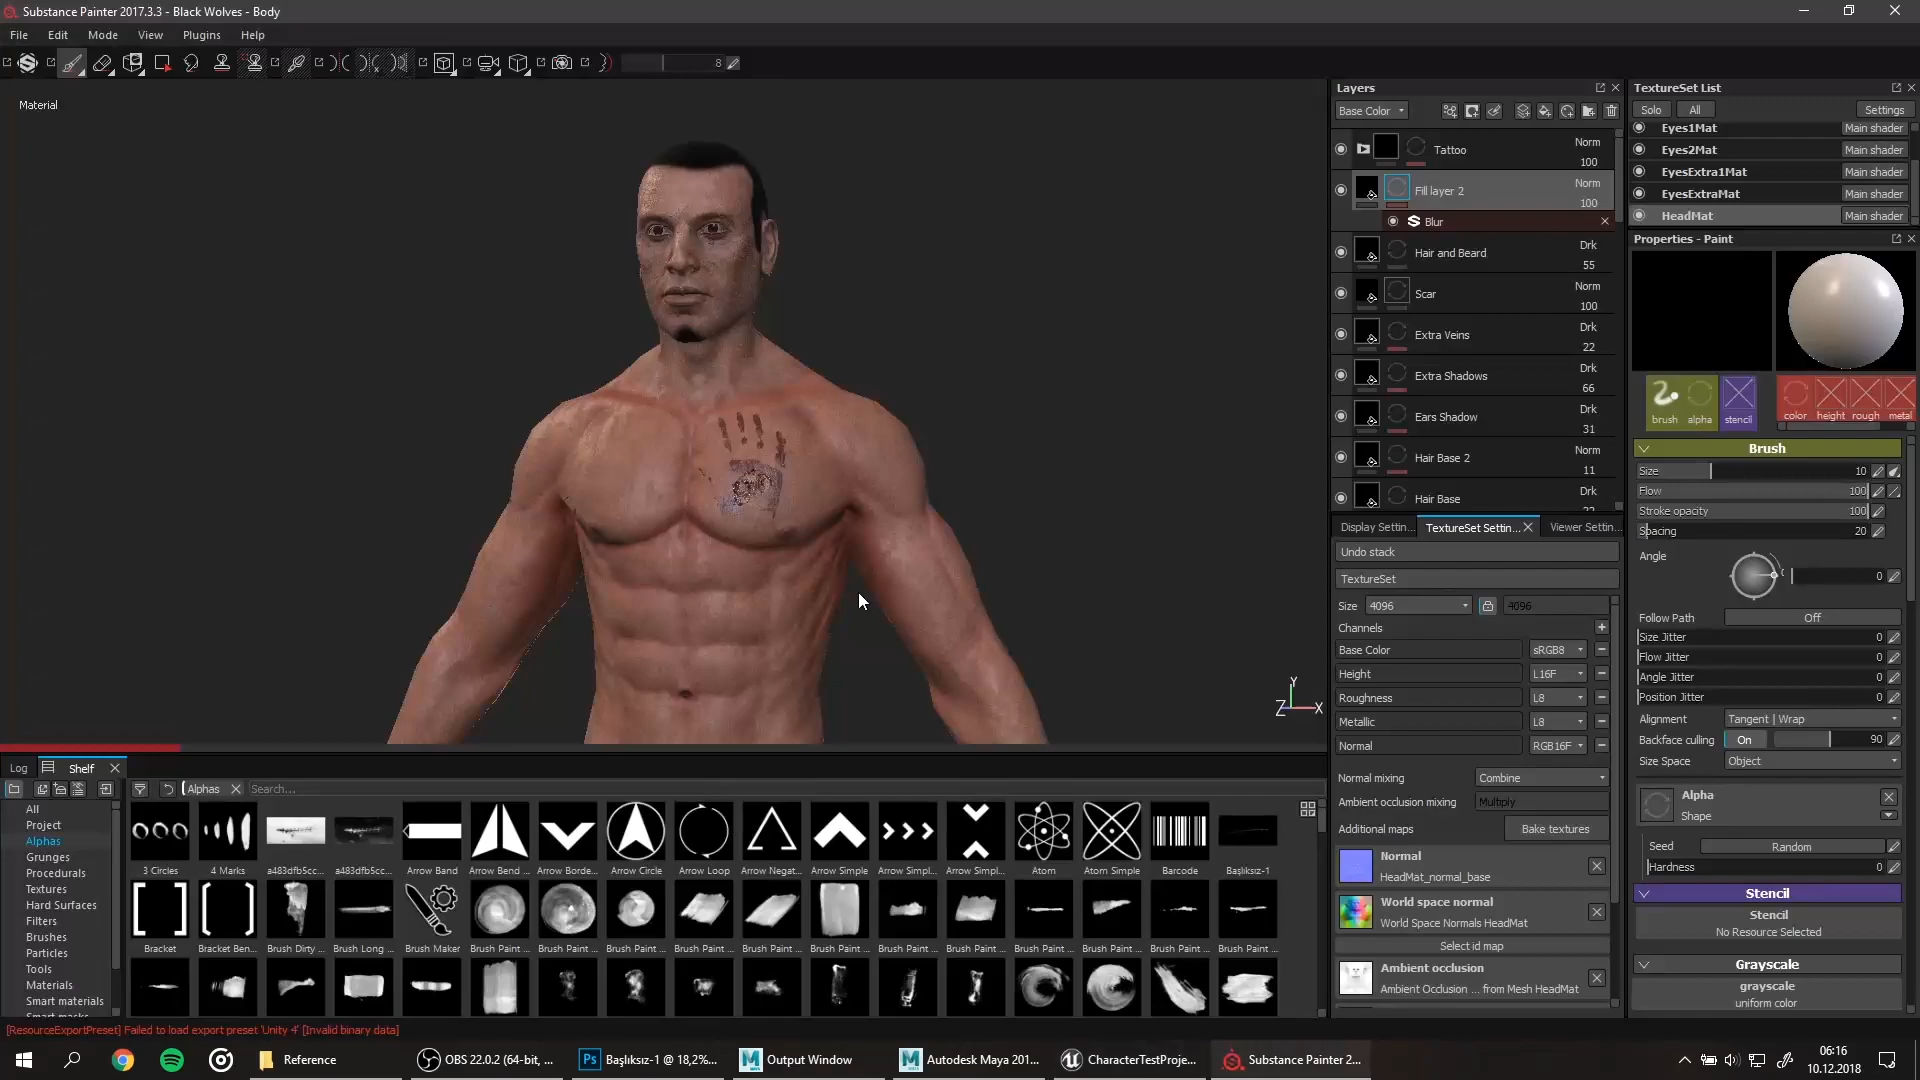 Substance Painter 2017.3.3 - Black Wolves - Body
File Edit Mode View Plugins Help
8
Material
Layers
Base Color
Tattoo Norm 100
Fill layer 2 Norm 100
Blur
Hair and Beard Drk 55
Scar Norm 100
Extra Veins Drk 22
Extra Shadows Drk 66
Ears Shadow Drk 31
Hair Base 2 Norm 11
Hair Base Drk
Display Settin... TextureSet Settin... Viewer Settin...
Undo stack
TextureSet
Size 4096 4096
Channels
Base Color sRGB8
Height L16F
Roughness L8
Metallic L8
Normal RGB16F
Normal mixing Combine
Ambient occlusion mixing Multiply
Additional maps Bake textures
Normal
HeadMat_normal_base
World space normal
World Space Normals HeadMat
Select id map
Ambient occlusion
Ambient Occlusion ... from Mesh HeadMat
TextureSet List
Solo All Settings
Eyes1Mat Main shader
Eyes2Mat Main shader
EyesExtra1Mat Main shader
EyesExtraMat Main shader
HeadMat Main shader
Properties - Paint
brush alpha stencil color height rough metal
Brush
Size 10
Flow 100
Stroke opacity 100
Spacing 20
Angle 0
Follow Path Off
Size Jitter 0
Flow Jitter 0
Angle Jitter 0
Position Jitter 0
Alignment Tangent | Wrap
Backface culling On 90
Size Space Object
Alpha
Shape
Seed Random
Hardness 0
Stencil
Stencil
No Resource Selected
Grayscale
grayscale
uniform color
Y
Z X
Log Shelf
Alphas Search...
All
Project
Alphas
Grunges
Procedurals
Textures
Hard Surfaces
Filters
Brushes
Particles
Tools
Materials
Smart materials
Smart masks
3 Circles 4 Marks a483dfb5cc... a483dfb5cc... Arrow Band Arrow Bend ... Arrow Borde... Arrow Circle Arrow Loop Arrow Negat... Arrow Simple Arrow Simpl... Arrow Simpl... Atom Atom Simple Barcode Başlıksız-1
Bracket Bracket Ben... Brush Dirty ... Brush Long ... Brush Maker Brush Paint ... Brush Paint ... Brush Paint ... Brush Paint ... Brush Paint ... Brush Paint ... Brush Paint ... Brush Paint ... Brush Paint ... Brush Paint ... Brush Paint ... Brush Paint ...
[ResourceExportPreset] Failed to load export preset 'Unity 4' [Invalid binary data]
Reference OBS 22.0.2 (64-bit, ... Ps Başlıksız-1 @ 18,2%... Output Window Autodesk Maya 201... CharacterTestProje... Substance Painter 2...
06:16
10.12.2018